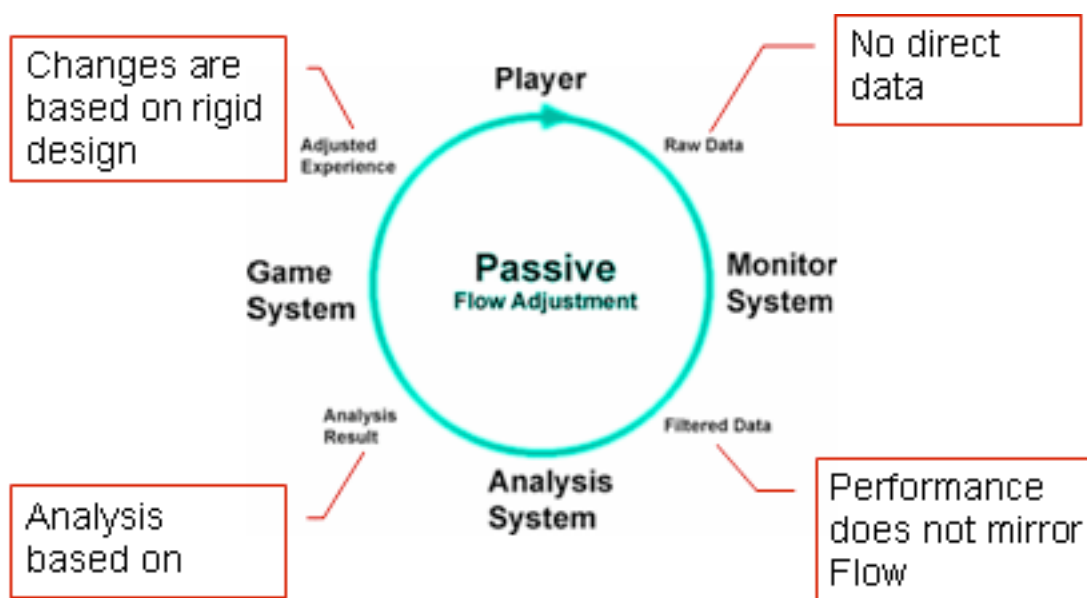 Changes are
based on rigid
design
No direct
data
Player
Adjusted
Experience
Raw Data
Game
System
Passive
Flow Adjustment
Monitor
System
Analysis
Result
Filtered Data
Analysis
System
Analysis
based on
Performance
does not mirror
Flow